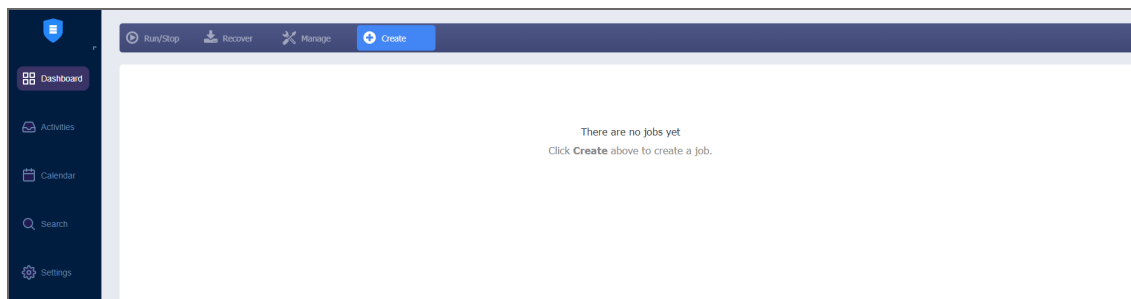 Run/Stop Recover Manage Create
Dashboard
Activities
Calendar
Search
Settings
There are no jobs yet
Click Create above to create a job.